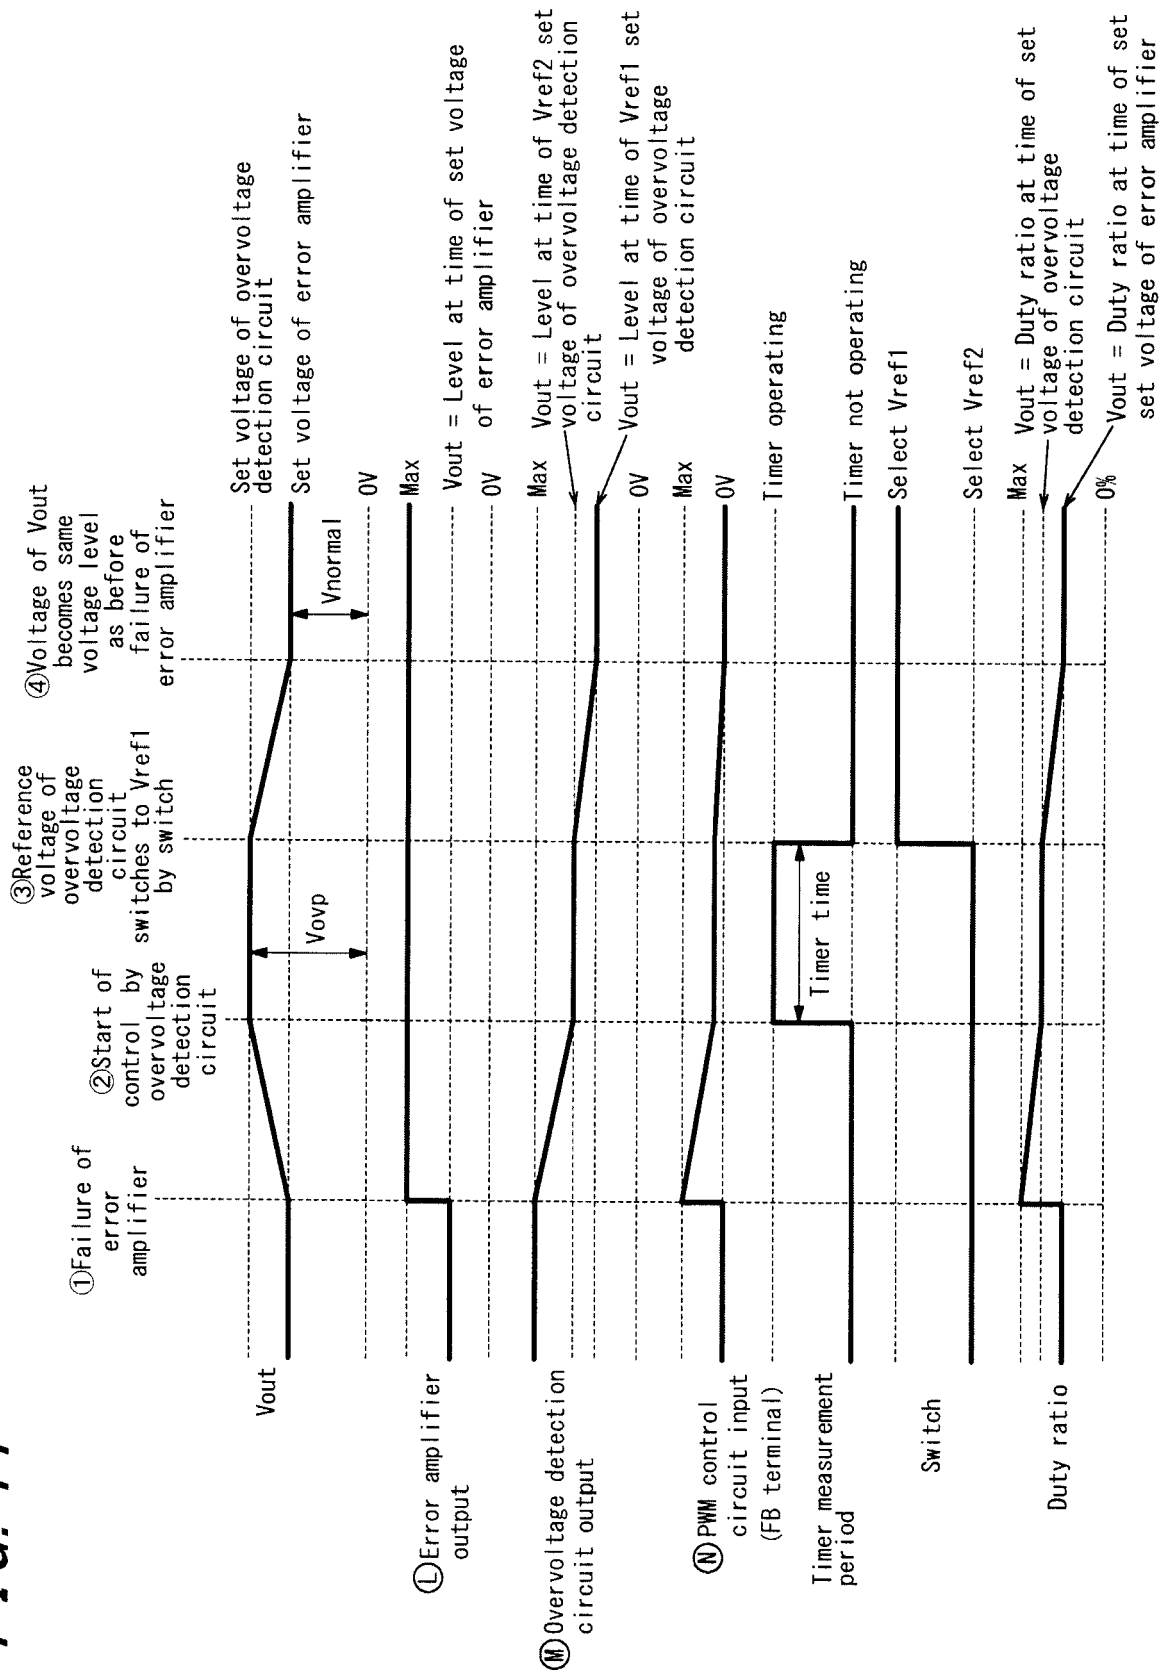 ①Failure of
error
amplifier
②Start of
control by
overvoltage
detection
circuit
③Reference
voltage of
overvoltage
detection
circuit
switches to Vref1
by switch
④Voltage of Vout
becomes same
voltage level
as before
failure of
error amplifier
Vout
Vovp
Vnormal
Set voltage of overvoltage
detection circuit
Set voltage of error amplifier
0V
Ⓛ Error amplifier
output
Max
Vout = Level at time of set voltage
of error amplifier
0V
Ⓜ Overvoltage detection
circuit output
Max
Vout = Level at time of Vref2 set
voltage of overvoltage detection
circuit
Vout = Level at time of Vref1 set
voltage of overvoltage
detection circuit
0V
Ⓝ PWM control
circuit input
(FB terminal)
Max
0V
Timer measurement
period
Timer time
Timer operating
Timer not operating
Switch
Select Vref1
Select Vref2
Duty ratio
Max
Vout = Duty ratio at time of set
voltage of overvoltage
detection circuit
Vout = Duty ratio at time of set
set voltage of error amplifier
0%